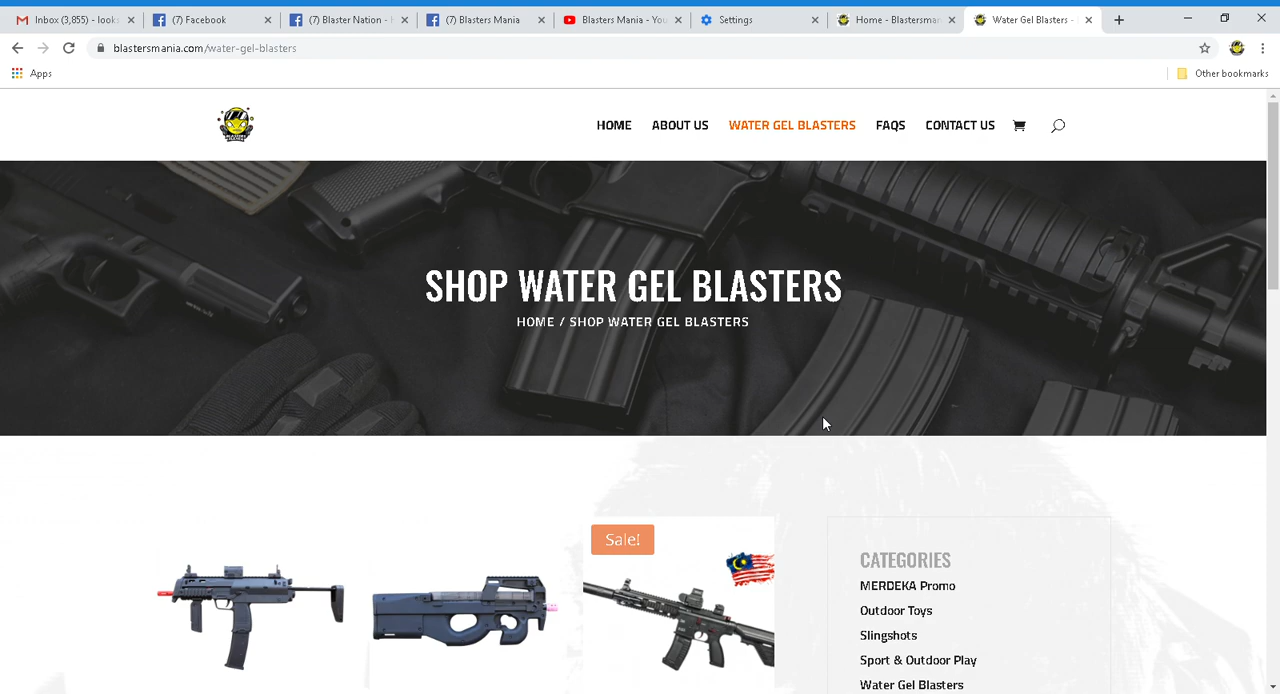 Inbox (3,855) - look
(7) Facebook
(7) Blaster Nation - H
(7) Blasters Mania
Blasters Mania - You
Settings
Home - Blastersman
Water Gel Blasters -
blastersmania.com/water-gel-blasters
Apps
Other bookmarks
HOME
ABOUT US
WATER GEL BLASTERS
FAQS
CONTACT US
SHOP WATER GEL BLASTERS
HOME / SHOP WATER GEL BLASTERS
Sale!
CATEGORIES
MERDEKA Promo
Outdoor Toys
Slingshots
Sport & Outdoor Play
Water Gel Blasters